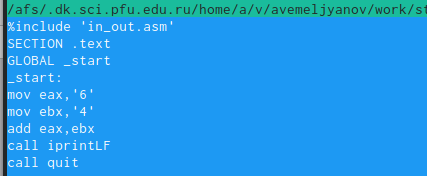 /afs/.dk.sci.pfu.edu.ru/home/a/v/avemeljyanov/work/st
%include 'in_out.asm'
SECTION .text
GLOBAL _start
_start:
mov eax,'6'
mov ebx,'4'
add eax,ebx
call iprintLF
call quit